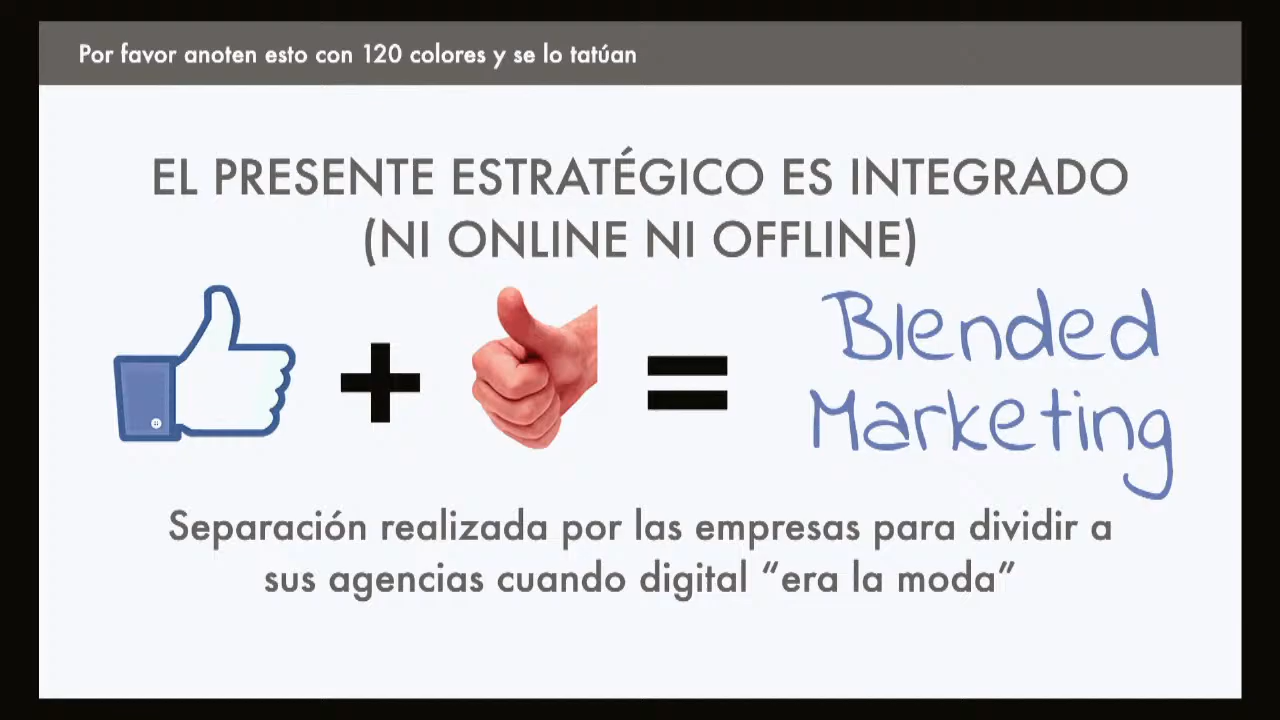 Por favor anoten esto con 120 colores y se lo tatúan
EL PRESENTE ESTRATÉGICO ES INTEGRADO
(NI ONLINE NI OFFLINE)
Blended
Marketing
Separación realizada por las empresas para dividir a
sus agencias cuando digital “era la moda”